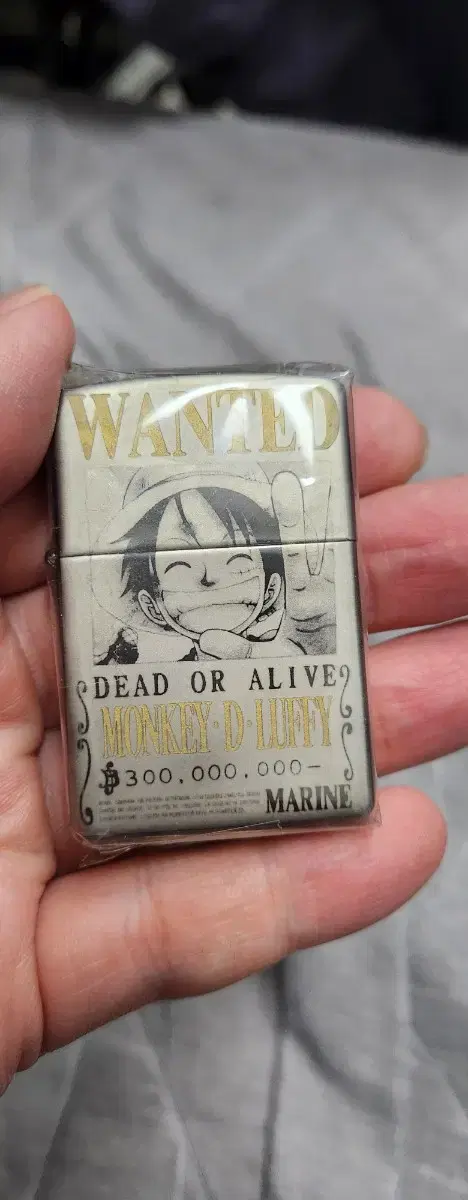 WANTED
DEAD OR ALIVE
MONKEY·D·LUFFY
฿300.000.000–
MARINE